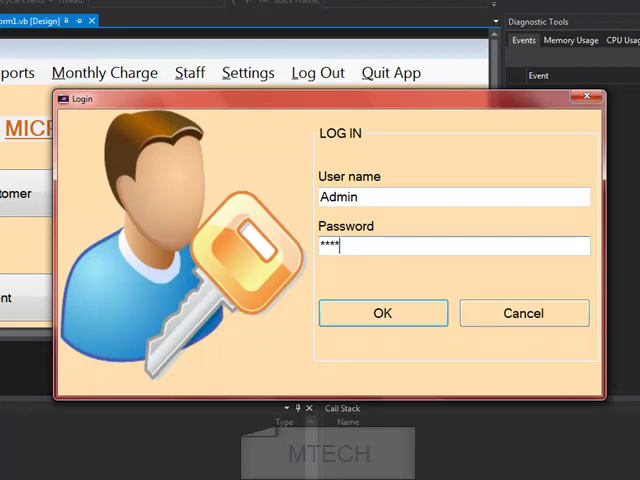 orm1.vb [Design]
Diagnostic Tools
Events Memory Usage CPU Usag
Event
ports Monthly Charge Staff Settings Log Out Quit App
MICR
tomer
nt
Login
LOG IN
User name
Admin
Password
****
OK Cancel
Call Stack
Type Name
MTECH